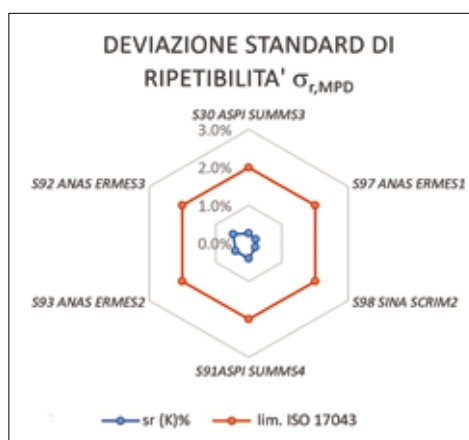 DEVIAZIONE STANDARD DI
RIPETIBILITA' σr,MPD
S30 ASPI SUMMS3
3.0%
S92 ANAS ERMES3
2.0%
S97 ANAS ERMES1
1.0%
0.0%
S93 ANAS ERMES2
S98 SINA SCRIM2
S91ASPI SUMMS4
sr (K)%
lim. ISO 17043